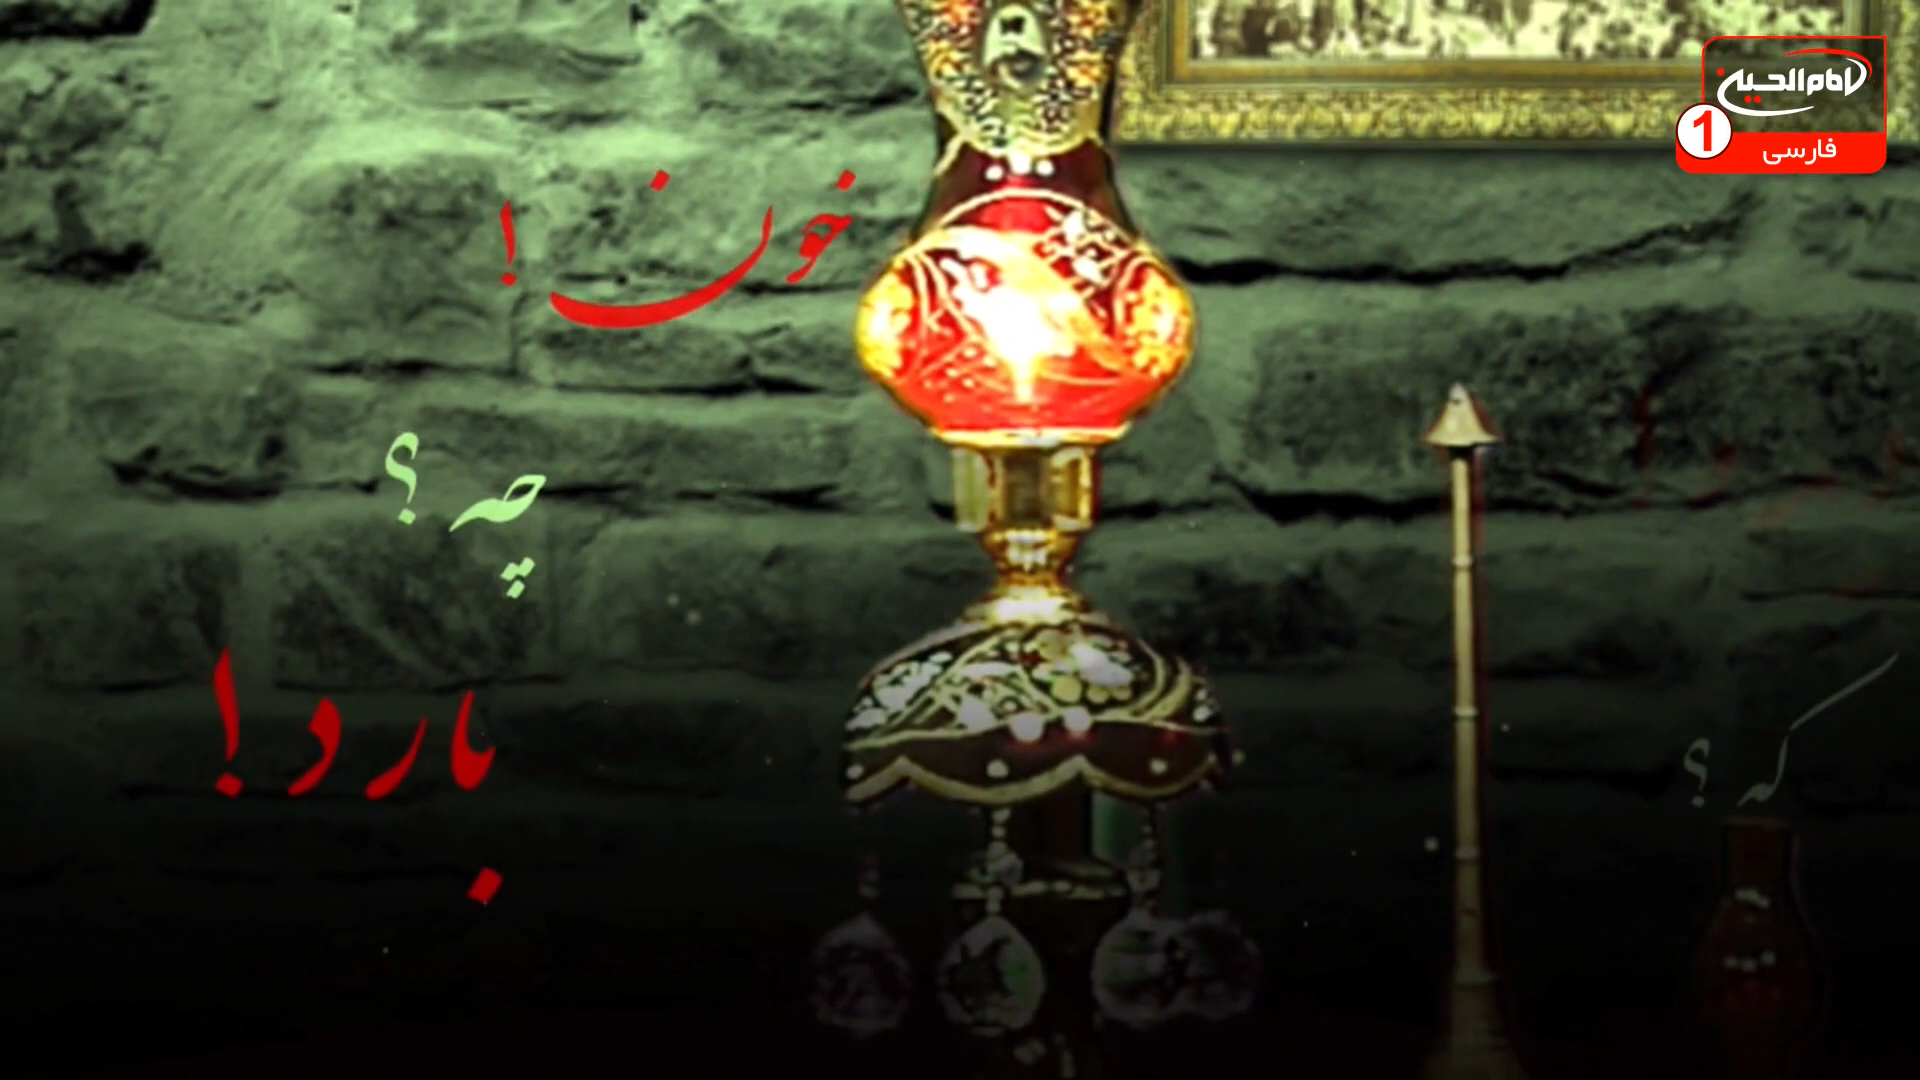 امام‌الحسین
1
فارسی
خون!
چه؟
بارد!
که؟